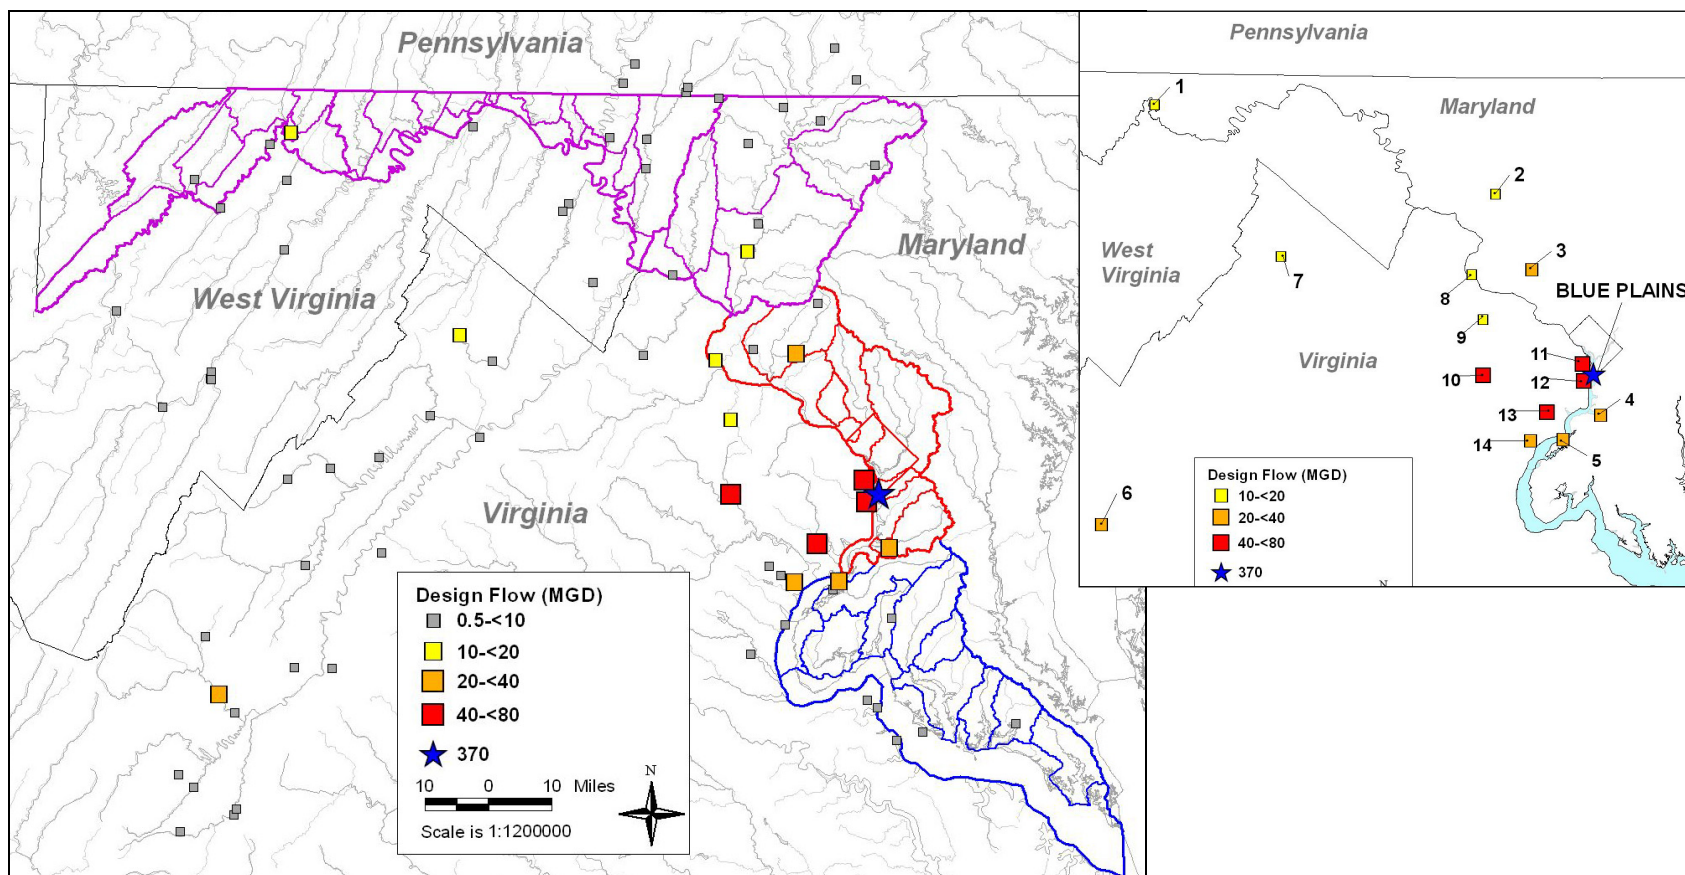 Pennsylvania
West Virginia
Maryland
Virginia
Design Flow (MGD)
0.5-<10
10-<20
20-<40
40-<80
370
10 0 10 Miles
Scale is 1:1200000
N
Pennsylvania
1
Maryland
2
West
Virginia
7
3
8
BLUE PLAINS
9
Virginia
11
10
12
13
4
14
5
6
Design Flow (MGD)
10-<20
20-<40
40-<80
370
N